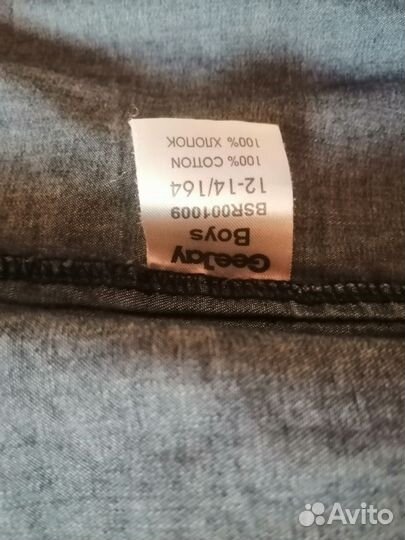 GeeJay
Boys
BSR001009
12-14/164
100% COTTON
100% ХЛОПОК
Avito